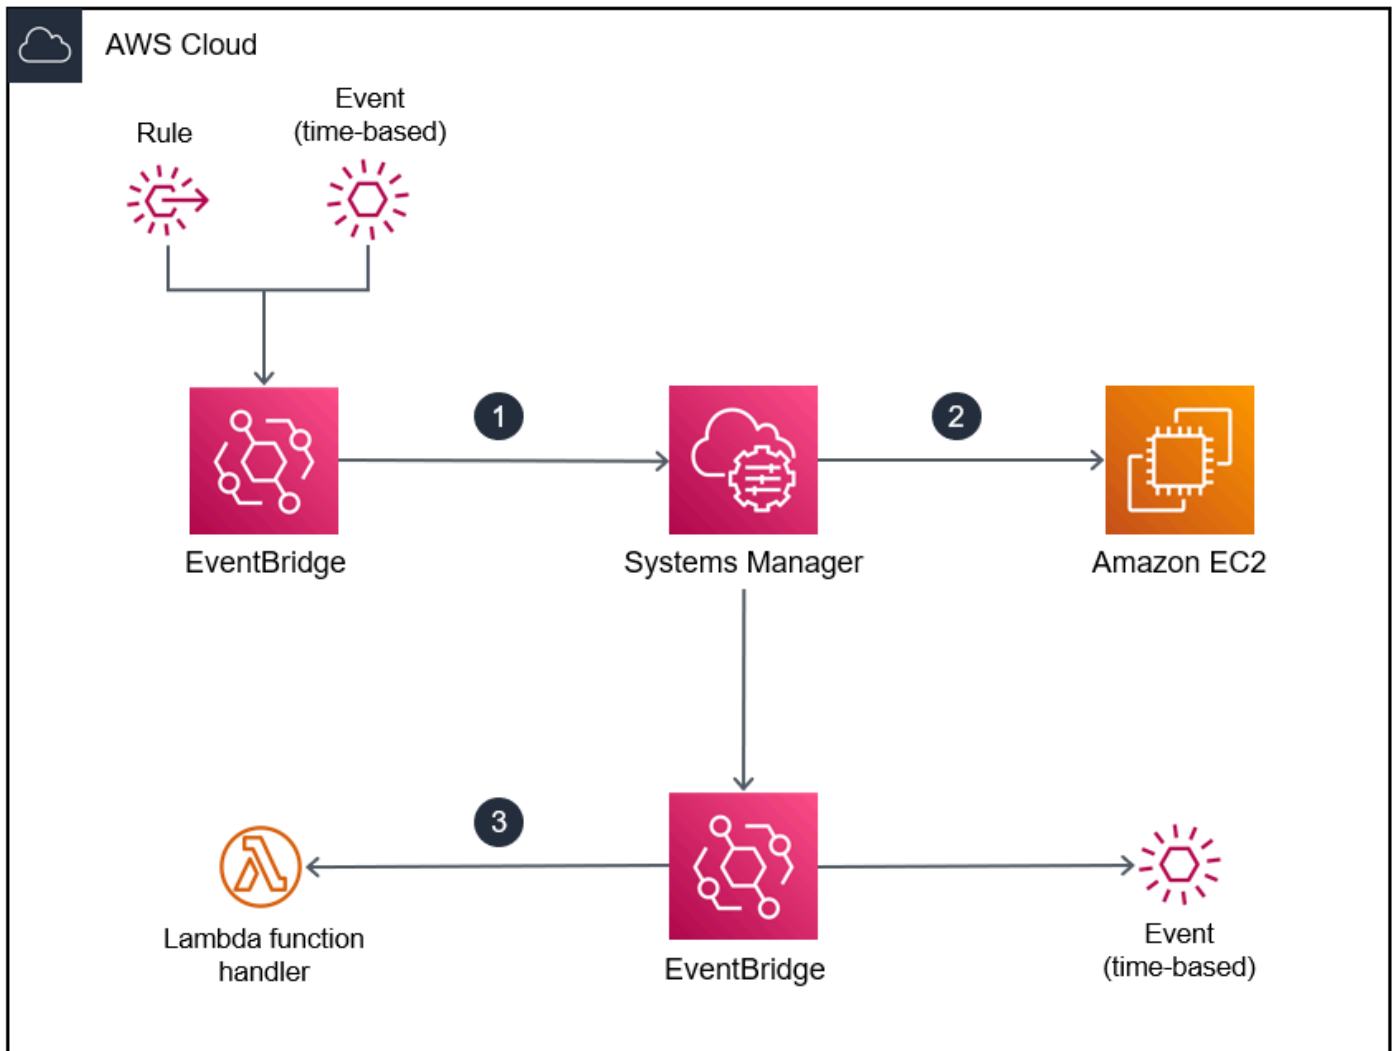 AWS Cloud
Event
(time-based)
Rule
1
2
EventBridge
Systems Manager
Amazon EC2
3
Lambda function
handler
EventBridge
Event
(time-based)